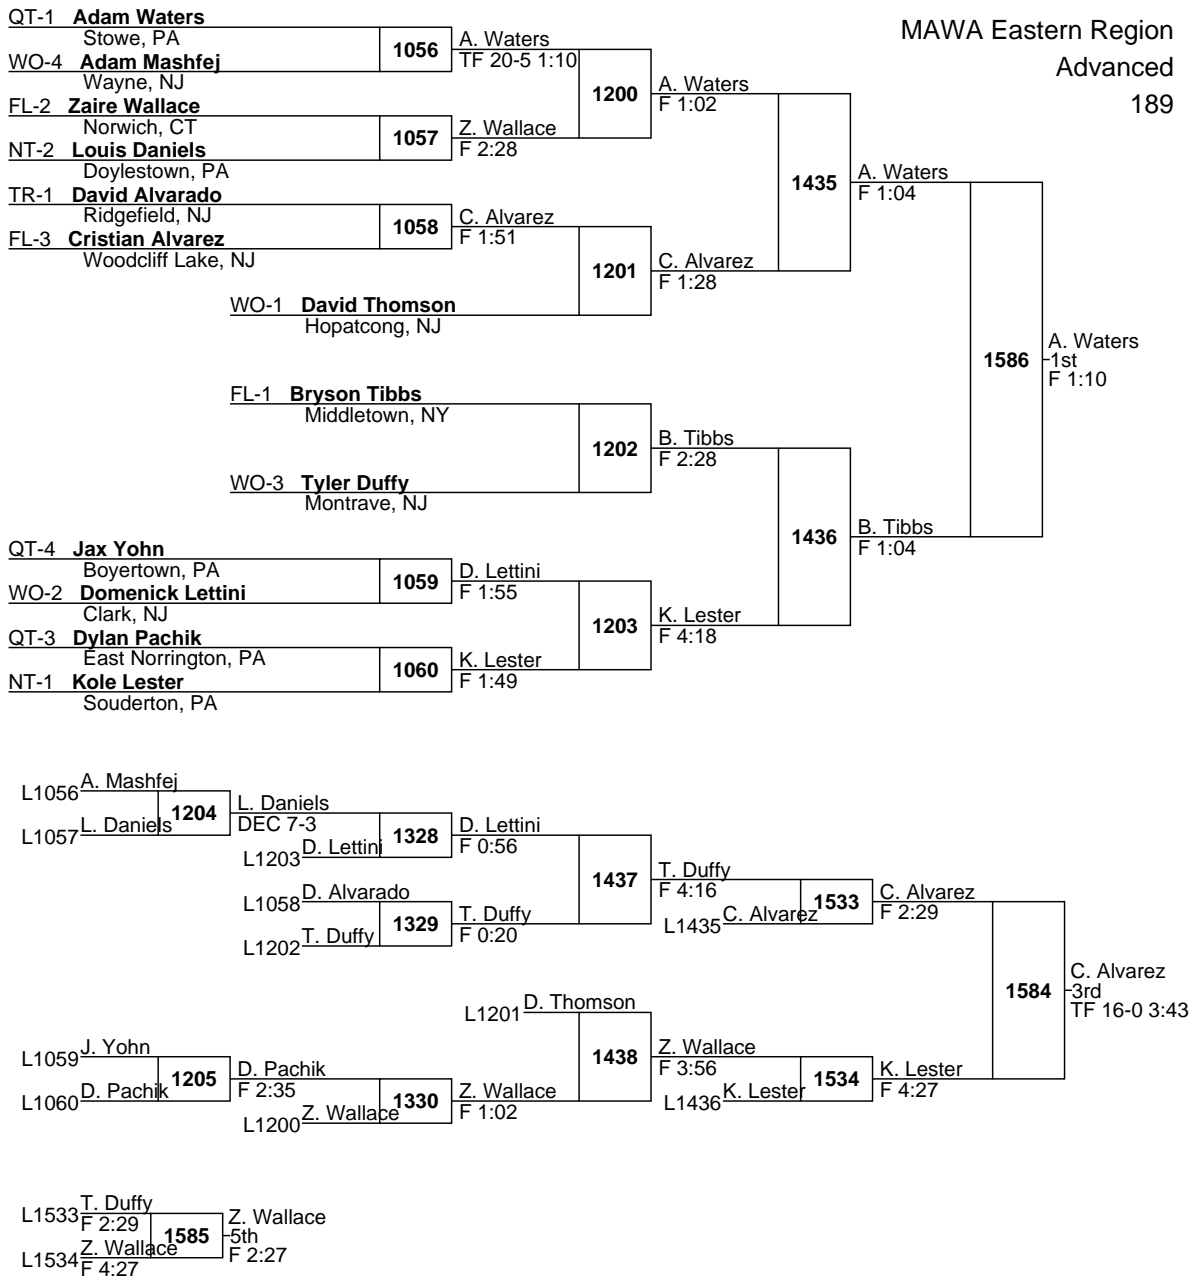 MAWA Eastern Region
Advanced
189
QT-1 Adam Waters
Stowe, PA
1056
WO-4 Adam Mashfej
Wayne, NJ
A. Waters
TF 20-5 1:10
FL-2 Zaire Wallace
Norwich, CT
1057
NT-2 Louis Daniels
Doylestown, PA
Z. Wallace
F 2:28
1200
A. Waters
F 1:02
TR-1 David Alvarado
Ridgefield, NJ
1058
FL-3 Cristian Alvarez
Woodcliff Lake, NJ
C. Alvarez
F 1:51
1201
WO-1 David Thomson
Hopatcong, NJ
C. Alvarez
F 1:28
1435
A. Waters
F 1:04
FL-1 Bryson Tibbs
Middletown, NY
1202
WO-3 Tyler Duffy
Montrave, NJ
B. Tibbs
F 2:28
QT-4 Jax Yohn
Boyertown, PA
1059
WO-2 Domenick Lettini
Clark, NJ
D. Lettini
F 1:55
QT-3 Dylan Pachik
East Norrington, PA
1060
NT-1 Kole Lester
Souderton, PA
K. Lester
F 1:49
1203
K. Lester
F 4:18
1436
B. Tibbs
F 1:04
1586
A. Waters
1st
F 1:10
L1056 A. Mashfej
1204
L1057 L. Daniels
L. Daniels
DEC 7-3
1328
L1203 D. Lettini
D. Lettini
F 0:56
L1058 D. Alvarado
1329
L1202 T. Duffy
T. Duffy
F 0:20
1437
T. Duffy
F 4:16
1533
L1435 C. Alvarez
C. Alvarez
F 2:29
L1201 D. Thomson
1438
L1059 J. Yohn
1205
L1060 D. Pachik
D. Pachik
F 2:35
1330
L1200 Z. Wallace
Z. Wallace
F 1:02
Z. Wallace
F 3:56
1534
L1436 K. Lester
K. Lester
F 4:27
1584
C. Alvarez
3rd
TF 16-0 3:43
L1533 T. Duffy
F 2:29
1585
L1534 Z. Wallace
F 4:27
Z. Wallace
5th
F 2:27